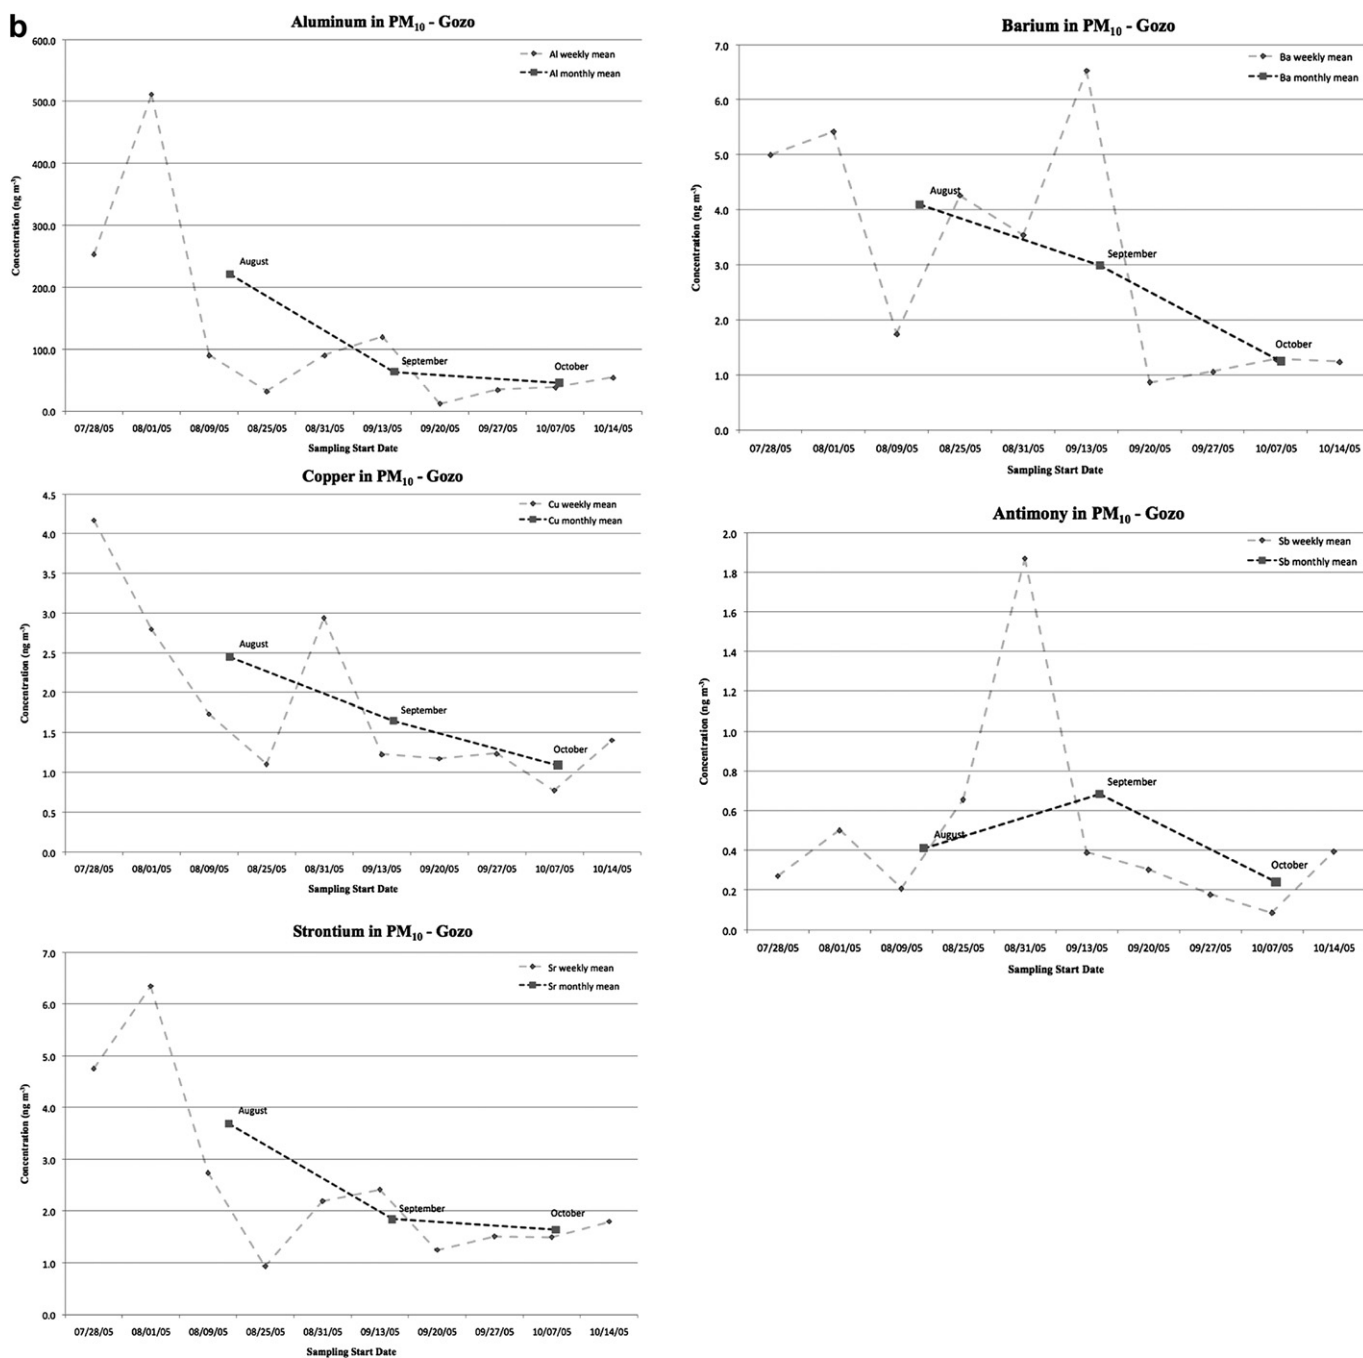 b
Aluminum in PM10 - Gozo
600.0
500.0
400.0
300.0
200.0
100.0
0.0
Concentration (ng m-3)
Al weekly mean
Al monthly mean
August
September
October
07/28/05 08/01/05 08/09/05 08/25/05 08/31/05 09/13/05 09/20/05 09/27/05 10/07/05 10/14/05
Sampling Start Date
Barium in PM10 - Gozo
7.0
6.0
5.0
4.0
3.0
2.0
1.0
0.0
Concentration (ng m-3)
Ba weekly mean
Ba monthly mean
August
September
October
07/28/05 08/01/05 08/09/05 08/25/05 08/31/05 09/13/05 09/20/05 09/27/05 10/07/05 10/14/05
Sampling Start Date
Copper in PM10 - Gozo
4.5
4.0
3.5
3.0
2.5
2.0
1.5
1.0
0.5
0.0
Concentration (ng m-3)
Cu weekly mean
Cu monthly mean
August
September
October
07/28/05 08/01/05 08/09/05 08/25/05 08/31/05 09/13/05 09/20/05 09/27/05 10/07/05 10/14/05
Sampling Start Date
Antimony in PM10 - Gozo
2.0
1.8
1.6
1.4
1.2
1.0
0.8
0.6
0.4
0.2
0.0
Concentration (ng m-3)
Sb weekly mean
Sb monthly mean
August
September
October
07/28/05 08/01/05 08/09/05 08/25/05 08/31/05 09/13/05 09/20/05 09/27/05 10/07/05 10/14/05
Sampling Start Date
Strontium in PM10 - Gozo
7.0
6.0
5.0
4.0
3.0
2.0
1.0
0.0
Concentration (ng m-3)
Sr weekly mean
Sr monthly mean
August
September
October
07/28/05 08/01/05 08/09/05 08/25/05 08/31/05 09/13/05 09/20/05 09/27/05 10/07/05 10/14/05
Sampling Start Date